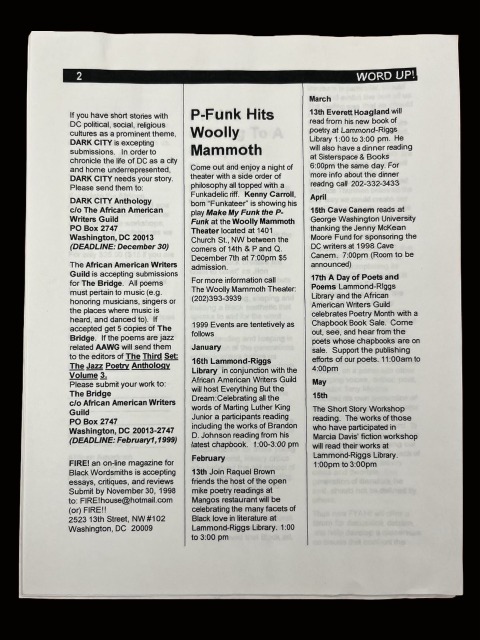 2
WORD UP!
If you have short stories with
DC political, social, religious
cultures as a prominent theme,
DARK CITY is excepting
submissions. In order to
chronicle the life of DC as a city
and home underrepresented,
DARK CITY needs your story.
Please send them to:
DARK CITY Anthology
c/o The African American
Writers Guild
PO Box 2747
Washington, DC 20013
(DEADLINE: December 30)
The African American Writers
Guild is accepting submissions
for The Bridge. All poems
must pertain to music (e.g.
honoring musicians, singers or
the places where music is
heard, and danced to). If
accepted get 5 copies of The
Bridge. If the poems are jazz
related AAWG will send them
to the editors of The Third Set:
The Jazz Poetry Anthology
Volume 3.
Please submit your work to:
The Bridge
c/o African American Writers
Guild
PO Box 2747
Washington, DC 20013-2747
(DEADLINE: February1,1999)
FIRE! an on-line magazine for
Black Wordsmiths is accepting
essays, critiques, and reviews
Submit by November 30, 1998
to: FIRE!house@hotmail.com
(or) FIRE!!
2523 13th Street, NW #102
Washington, DC 20009
P-Funk Hits
Woolly
Mammoth
Come out and enjoy a night of
theater with a side order of
philosophy all topped with a
Funkadelic riff. Kenny Carroll,
born "Funkateer" is showing his
play Make My Funk the P-
Funk at the Woolly Mammoth
Theater located at 1401
Church St., NW between the
corners of 14th & P and Q.
December 7th at 7:00pm $5
admission.
For more information call
The Woolly Mammoth Theater:
(202)393-3939
1999 Events are tentitively as
follows
January
16th Lammond-Riggs
Library in conjunction with the
African American Writers Guild
will host Everything But the
Dream:Celebrating all the
words of Marting Luther King
Junior a participants reading
including the works of Brandon
D. Johnson reading from his
latest chapbook. 1:00-3:00 pm
February
13th Join Raquel Brown
friends the host of the open
mike poetry readings at
Mangos restaurant will be
celebrating the many facets of
Black love in literature at
Lammond-Riggs Library. 1:00
to 3:00 pm
March
13th Everett Hoagland will
read from his new book of
poetry at Lammond-Riggs
Library 1:00 to 3:00 pm. He
will also have a dinner reading
at Sisterspace & Books
6:00pm the same day. For
more info about the dinner
reading call 202-332-3433
April
15th Cave Canem reads at
George Washington University
thanking the Jenny McKean
Moore Fund for sponsoring the
DC writers at 1998 Cave
Canem. 7:00pm (Room to be
announced)
17th A Day of Poets and
Poems Lammond-Riggs
Library and the African
American Writers Guild
celebrates Poetry Month with a
Chapbook Book Sale. Come
out, see, and hear from the
poets whose chapbooks are on
sale. Support the publishing
efforts of our poets. 11:00am to
4:00pm
May
15th
The Short Story Workshop
reading. The works of those
who have participated in
Marcia Davis' fiction workshop
will read their works at
Lammond-Riggs Library.
1:00pm to 3:00pm